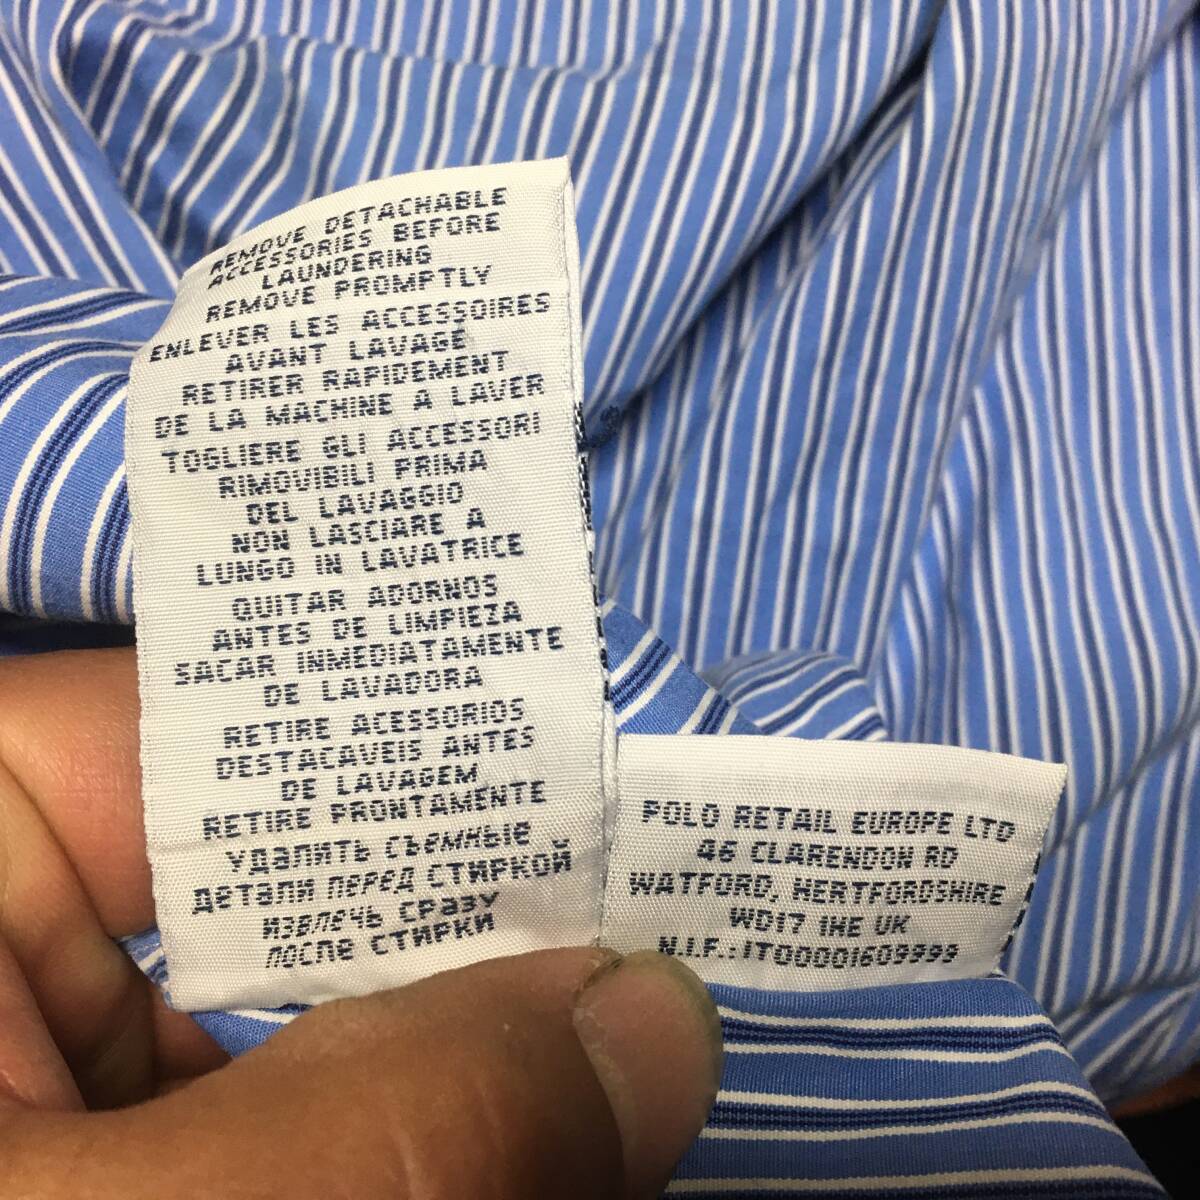 REMOVE DETACHABLE
ACCESSORIES BEFORE
LAUNDERING
REMOVE PROMPTLY
ENLEVER LES ACCESSOIRES
AVANT LAVAGE
RETIRER RAPIDEMENT
DE LA MACHINE A LAVER
TOGLIERE GLI ACCESSORI
RIMOVIBILI PRIMA
DEL LAVAGGIO
NON LASCIARE A
LUNGO IN LAVATRICE
QUITAR ADORNOS
ANTES DE LIMPIEZA
SACAR INMEDIATAMENTE
DE LAVADORA
RETIRE ACESSORIOS
DESTACAVEIS ANTES
DE LAVAGEM
RETIRE PRONTAMENTE
УДАЛИТЬ СЪЕМНЫЕ
ДЕТАЛИ ПЕРЕД СТИРКОЙ
ИЗВЛЕЧЬ СРАЗУ
ПОСЛЕ СТИРКИ
POLO RETAIL EUROPE LTD
46 CLARENDON RD
WATFORD, HERTFORDSHIRE
WD17 1HE UK
N.I.F.: IT00001609999